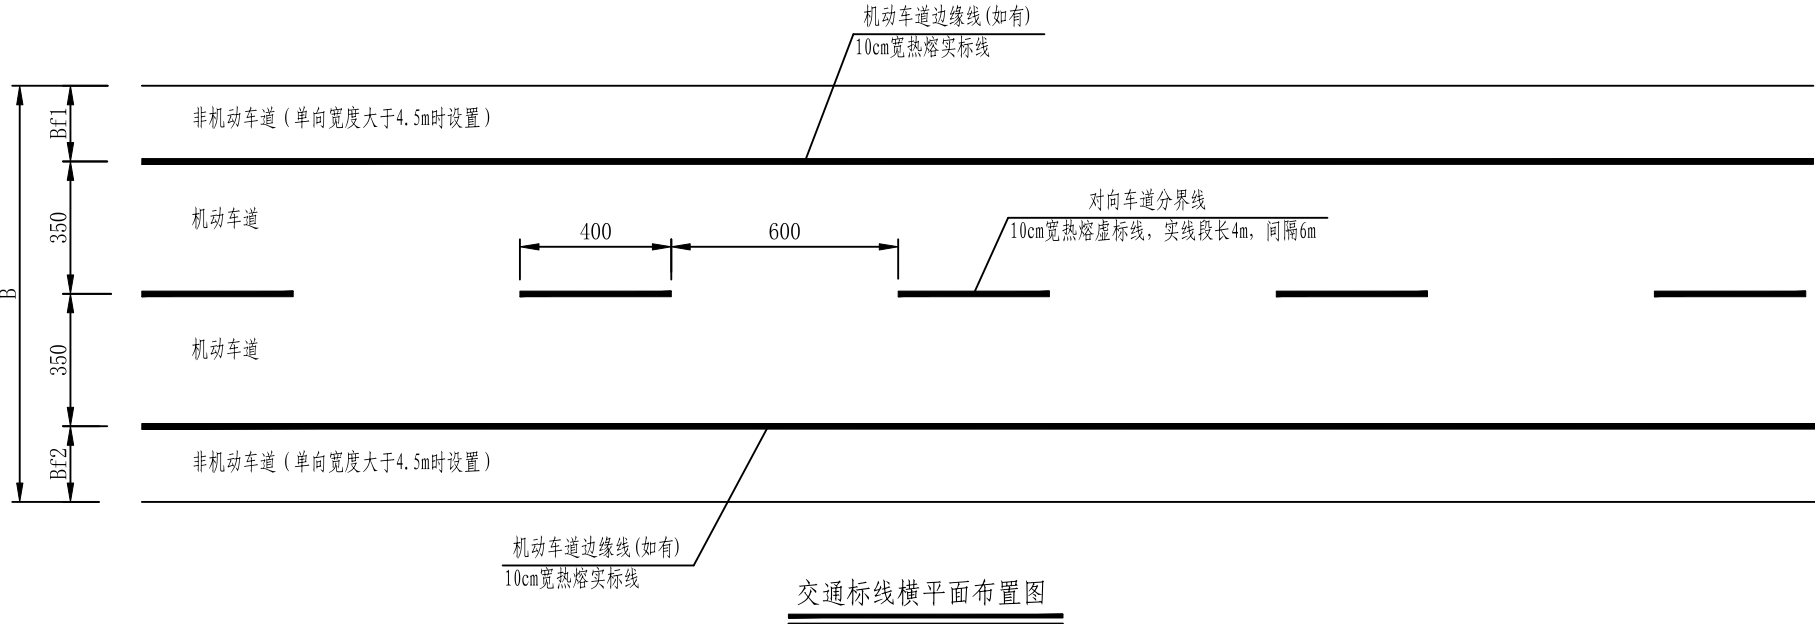 机动车道边缘线(如有)
10cm宽热熔实标线
Bf1
非机动车道（单向宽度大于4.5m时设置）
350
机动车道
对向车道分界线
10cm宽热熔虚标线，实线段长4m，间隔6m
400
600
B
350
机动车道
Bf2
非机动车道（单向宽度大于4.5m时设置）
机动车道边缘线(如有)
10cm宽热熔实标线
交通标线横平面布置图